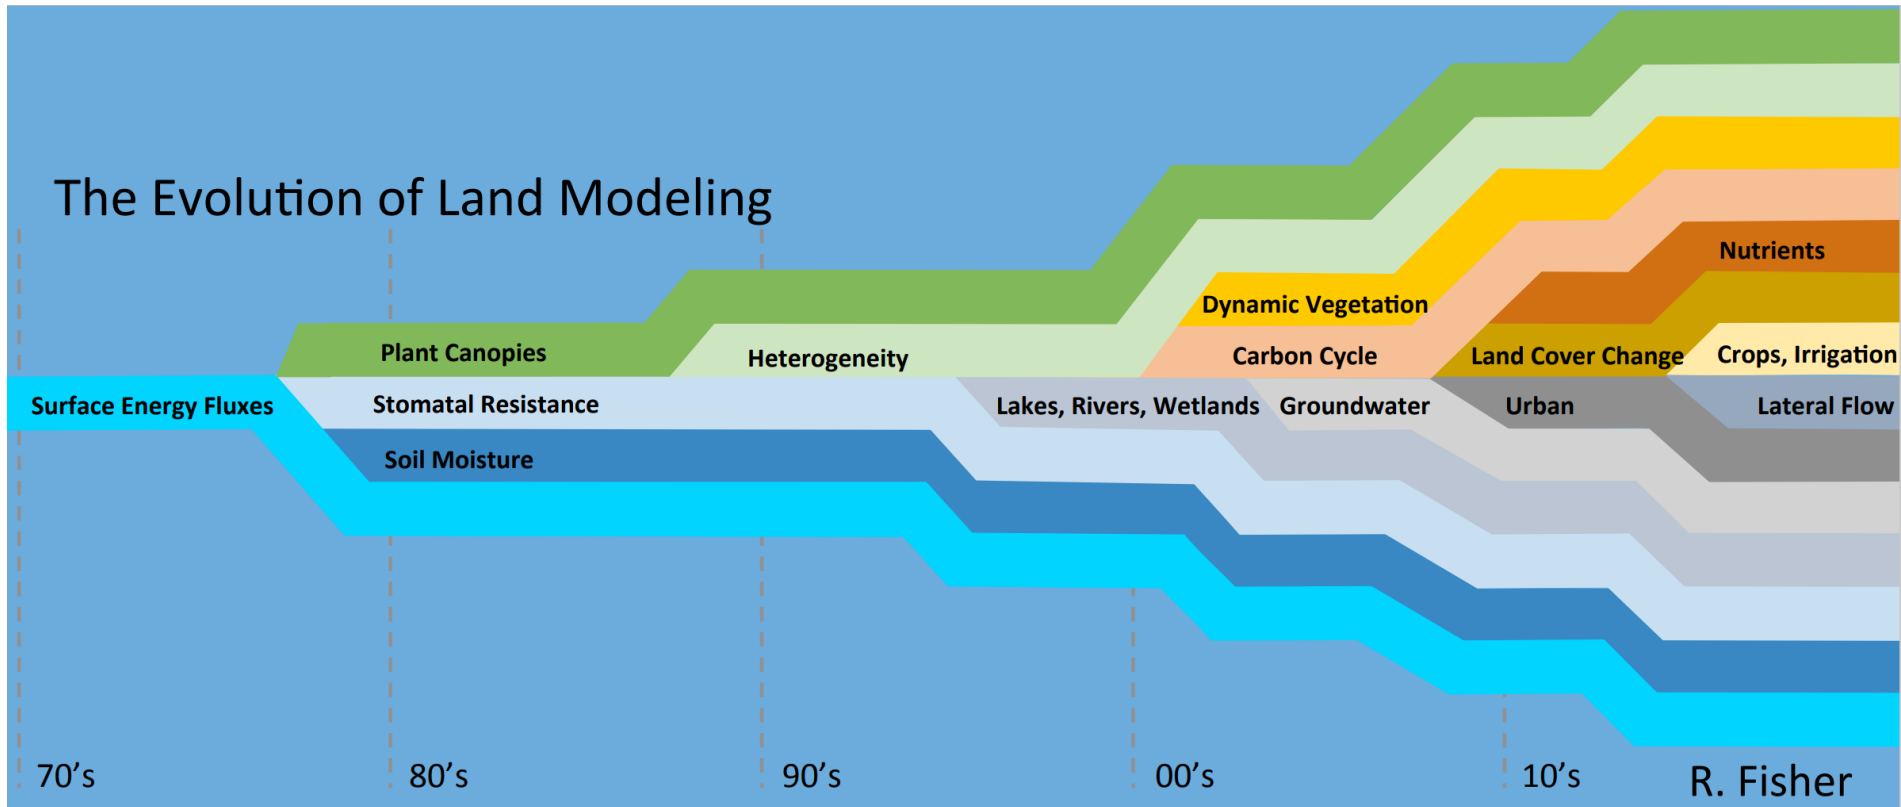 The Evolution of Land Modeling
Nutrients
Dynamic Vegetation
Plant Canopies
Heterogeneity
Carbon Cycle
Land Cover Change
Crops, Irrigation
Surface Energy Fluxes
Stomatal Resistance
Lakes, Rivers, Wetlands
Groundwater
Urban
Lateral Flow
Soil Moisture
70’s
80’s
90’s
00’s
10’s
R. Fisher